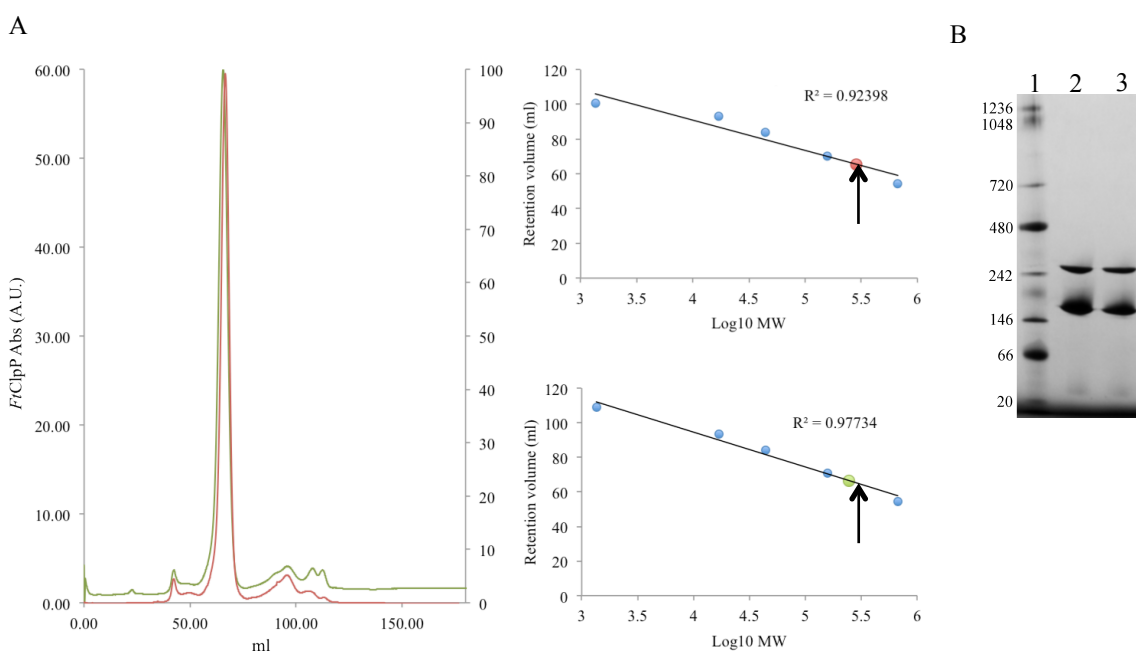 A
60.00
50.00
40.00
30.00
20.00
10.00
0.00
FtClpP Abs (A.U.)
100
90
80
70
60
50
40
30
20
10
0
0.00 50.00 100.00 150.00
ml
120
100
80
60
40
20
0
Retention volume (ml)
R² = 0.92398
3 3.5 4 4.5 5 5.5 6
Log10 MW
120
100
80
60
40
20
0
Retention volume (ml)
R² = 0.97734
3 3.5 4 4.5 5 5.5 6
Log10 MW
B
1 2 3
1236
1048
720
480
242
146
66
20